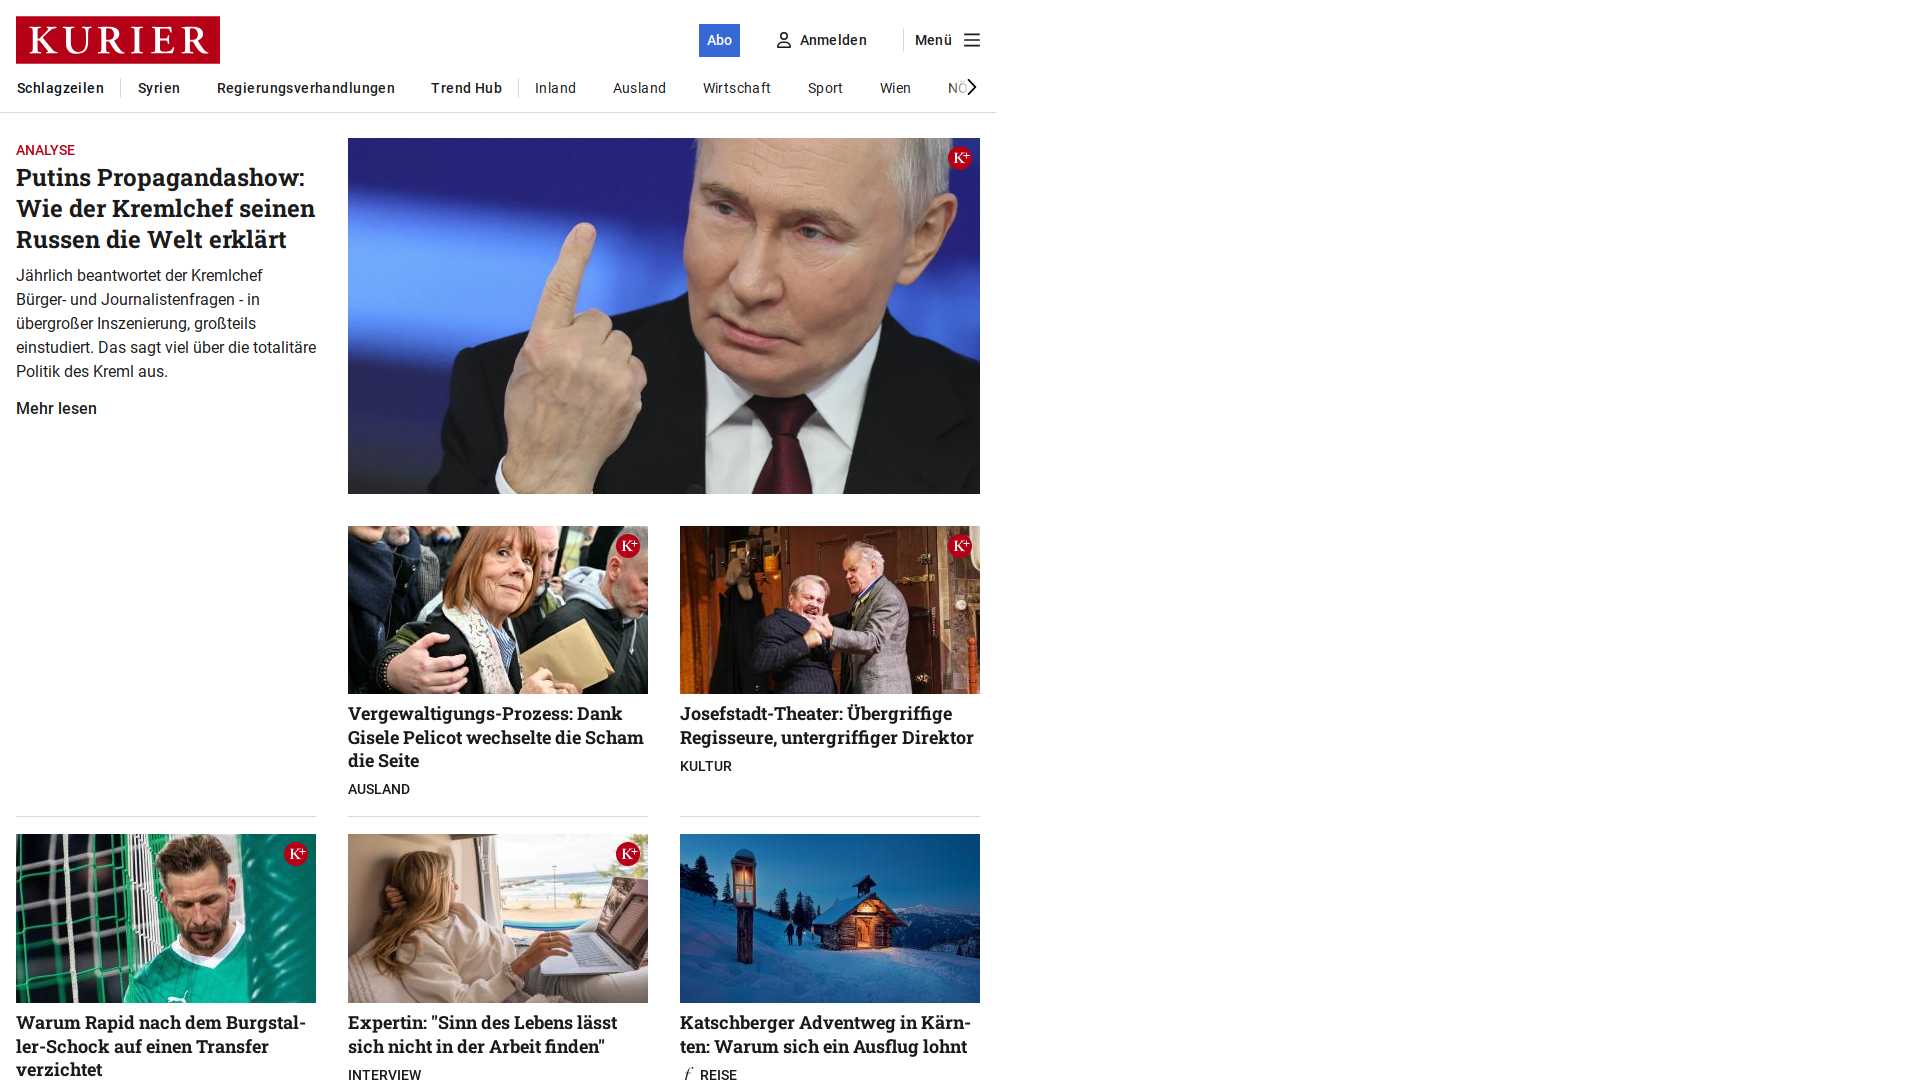 KURIER
Abo
Anmelden
Menü
Schlagzeilen
Syrien
Regierungsverhandlungen
Trend Hub
Inland
Ausland
Wirtschaft
Sport
Wien
NÖ
ANALYSE
Putins Propagandashow:
Wie der Kremlchef seinen
Russen die Welt erklärt
Jährlich beantwortet der Kremlchef
Bürger- und Journalistenfragen - in
übergroßer Inszenierung, großteils
einstudiert. Das sagt viel über die totalitäre
Politik des Kreml aus.
Mehr lesen
K+
K+
Vergewaltigungs-Prozess: Dank
Gisele Pelicot wechselte die Scham
die Seite
AUSLAND
K+
Josefstadt-Theater: Übergriffige
Regisseure, untergriffiger Direktor
KULTUR
K+
Warum Rapid nach dem Burgstal-
ler-Schock auf einen Transfer
verzichtet
K+
Expertin: "Sinn des Lebens lässt
sich nicht in der Arbeit finden"
INTERVIEW
Katschberger Adventweg in Kärn-
ten: Warum sich ein Ausflug lohnt
f REISE